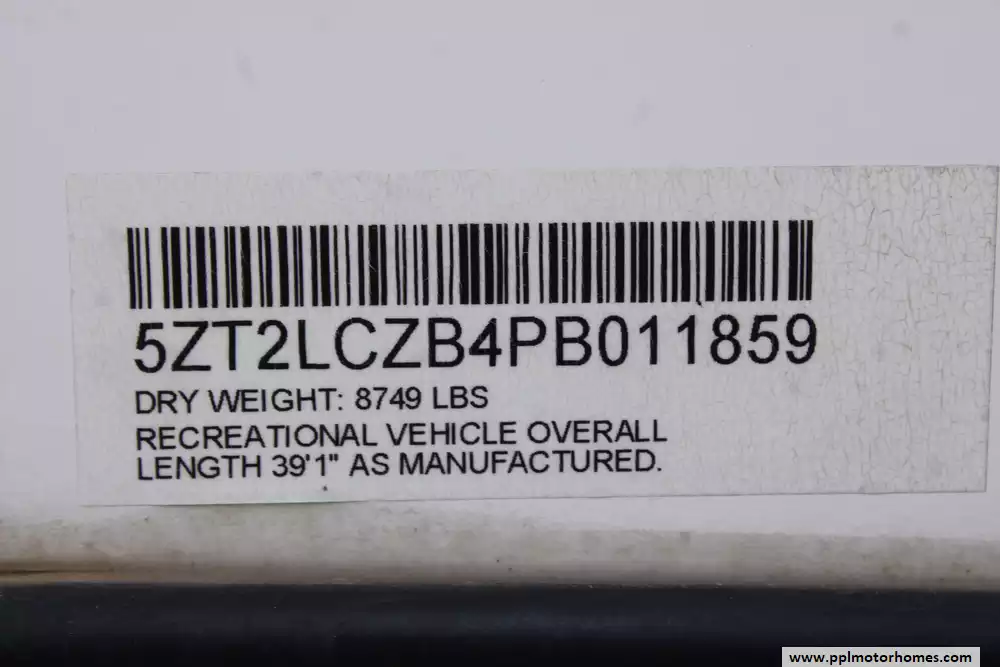 5ZT2LCZB4PB011859
DRY WEIGHT: 8749 LBS
RECREATIONAL VEHICLE OVERALL
LENGTH 39'1" AS MANUFACTURED.
www.pplmotorhomes.com